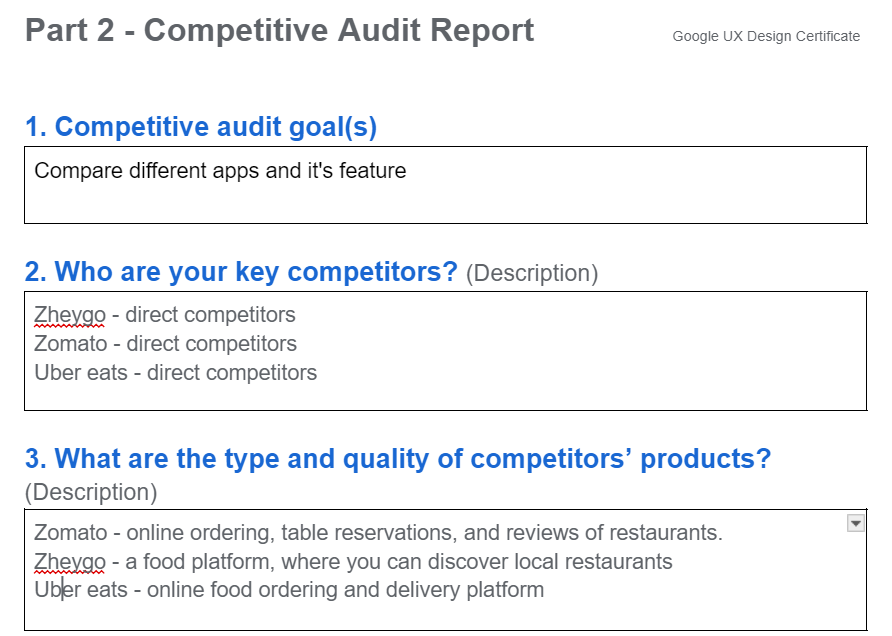 Part 2 - Competitive Audit Report
Google UX Design Certificate
1. Competitive audit goal(s)
Compare different apps and it's feature
2. Who are your key competitors? (Description)
Zheygo - direct competitors
Zomato - direct competitors
Uber eats - direct competitors
3. What are the type and quality of competitors’ products?
(Description)
Zomato - online ordering, table reservations, and reviews of restaurants.
Zheygo - a food platform, where you can discover local restaurants
Uber eats - online food ordering and delivery platform